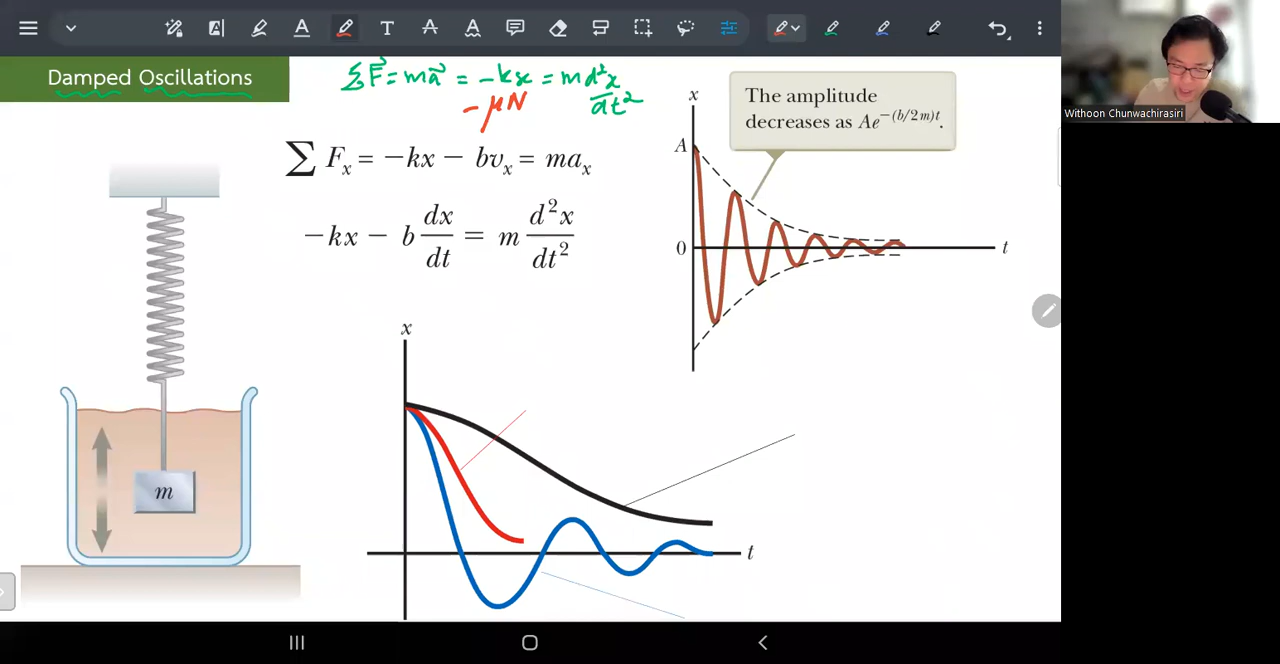 Damped Oscillations
ΣF⃗ = ma⃗ = -kx = m d²x/dt²
-μN
∑ Fₓ = −kx − bvₓ = maₓ
−kx − b dx/dt = m d²x/dt²
m
x
A
0
t
The amplitude
decreases as Ae^−(b/2m)t.
x
t
Withoon Chunwachirasiri